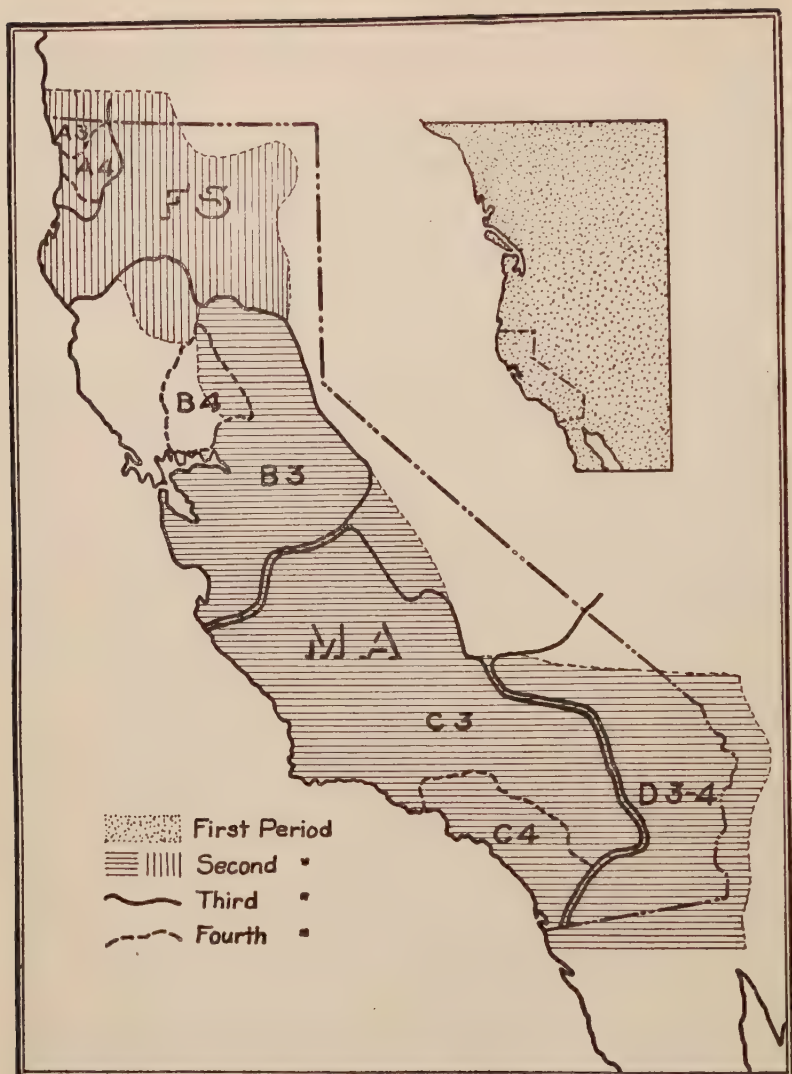 A3
A4
FS
B4
B3
MA
C3
D3-4
C4
First Period
Second "
Third "
Fourth "